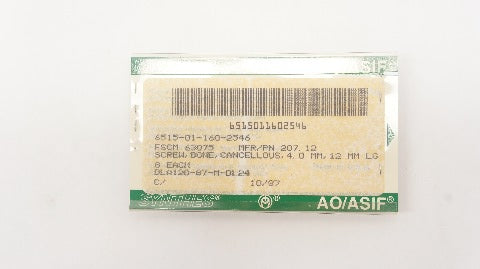 6515011602546
6515-01-160-2546
FSCM 63075 MFR/PN 207.12
SCREW,BONE,CANCELLOUS,4.0 MM,12 MM LG
6 EACH
DLA120-87-M-D124
C/ 10/87
SYNTHES® AO/ASIF®